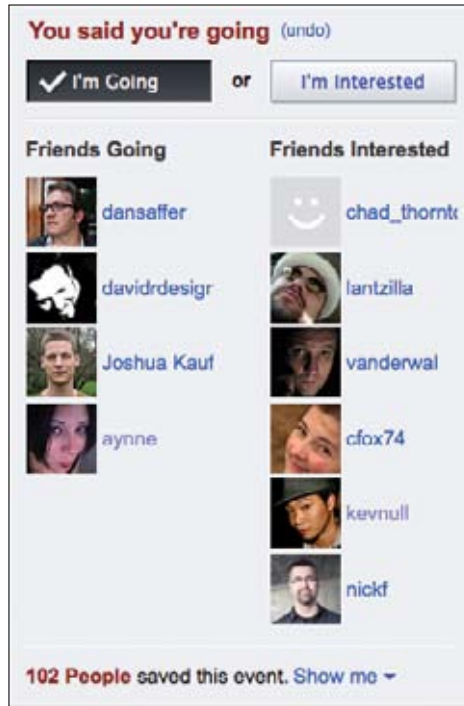 You said you're going (undo)
✓ I'm Going or I'm Interested
Friends Going Friends Interested
dansaffer chad_thornto
davidrdesigr lantzilla
Joshua Kauf vanderwal
aynne cfox74
kevnull
nickf
102 People saved this event. Show me